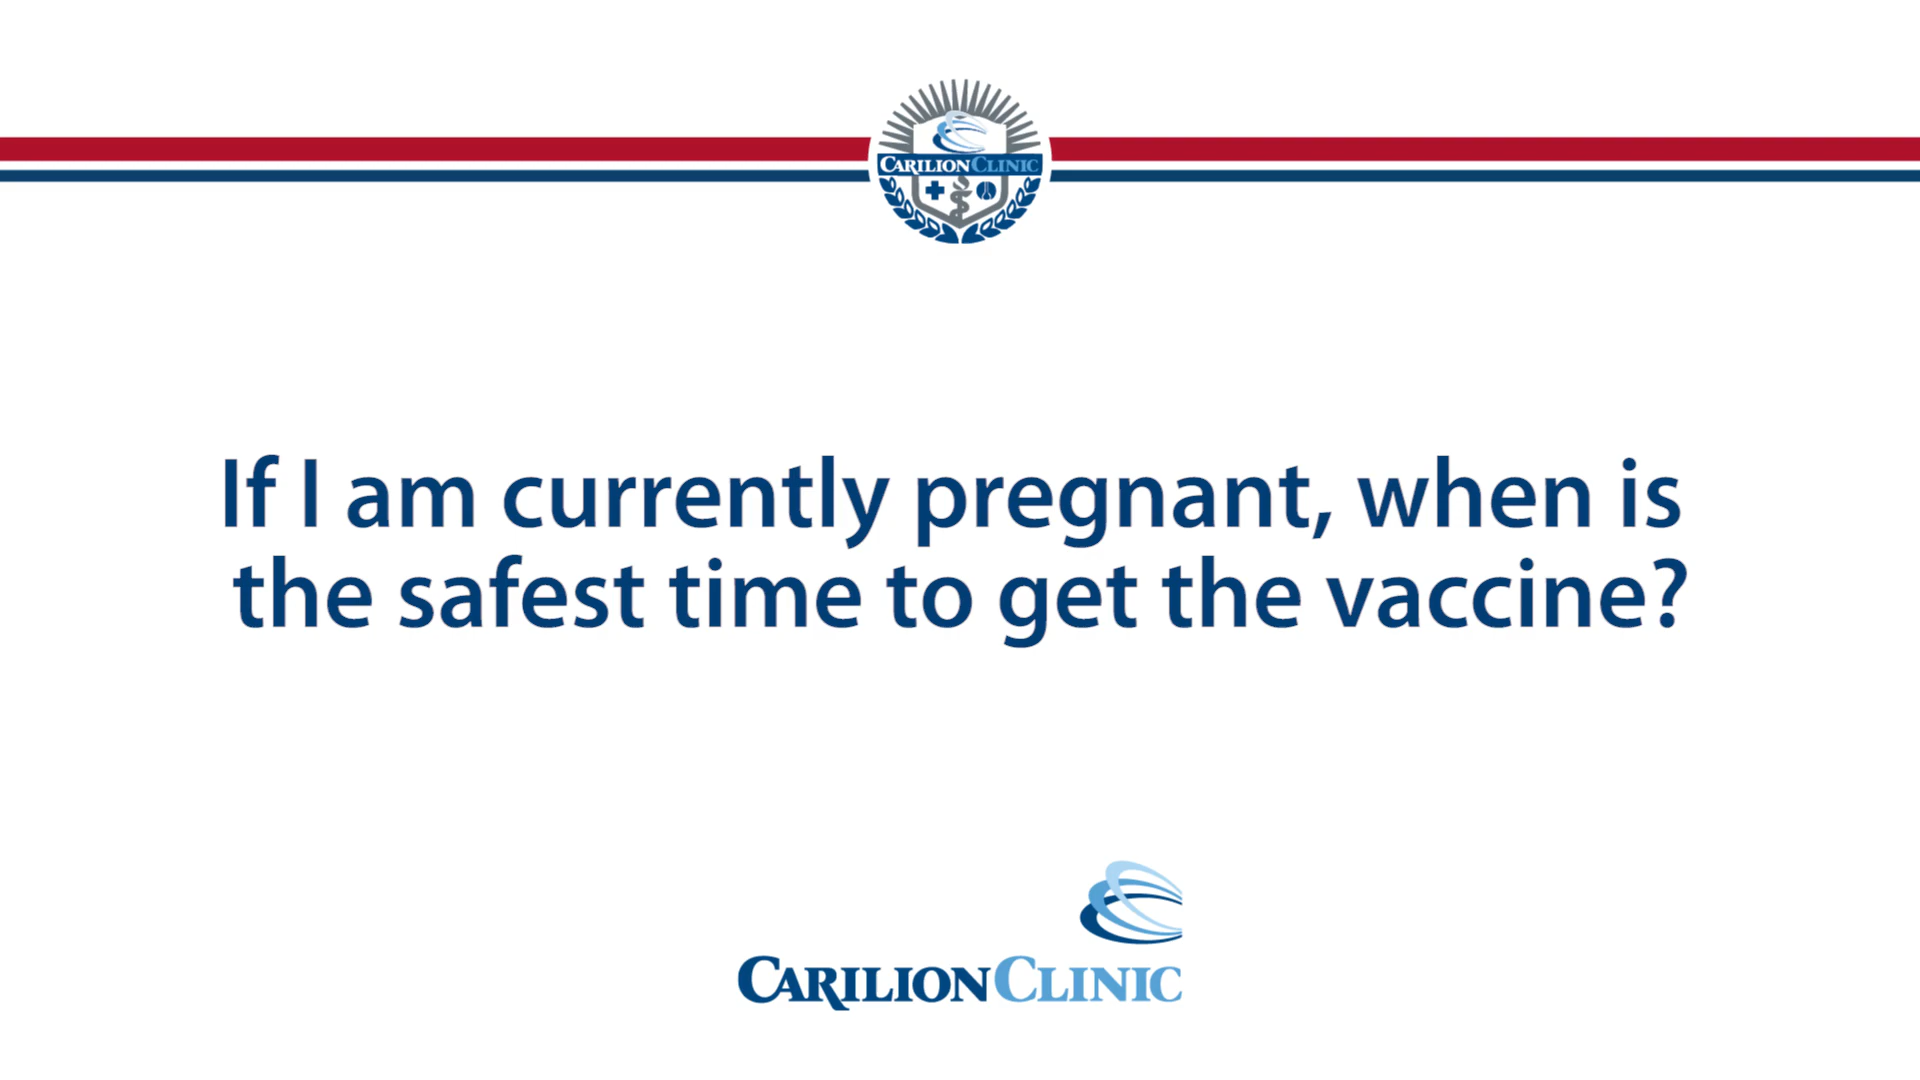 CARILION CLINIC
If I am currently pregnant, when is
the safest time to get the vaccine?
CARILION CLINIC